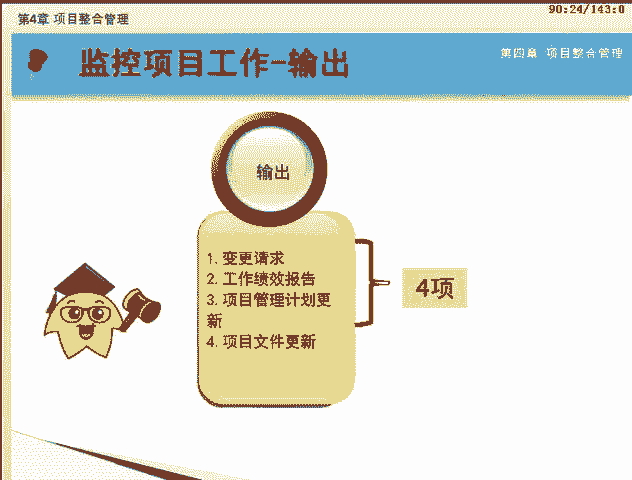 90:24/143:0
第4章 项目整合管理
监控项目工作-输出
第四章 项目整合管理
输出
1. 变更请求
2. 工作绩效报告
3. 项目管理计划更
新
4. 项目文件更新
4项